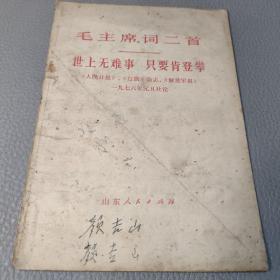 毛主席词二首
世上无难事 只要肯登攀
《人民日报》、《红旗》杂志、《解放军报》
一九七六年元旦社论
山东人民出版社
顾吉山
顾吉山